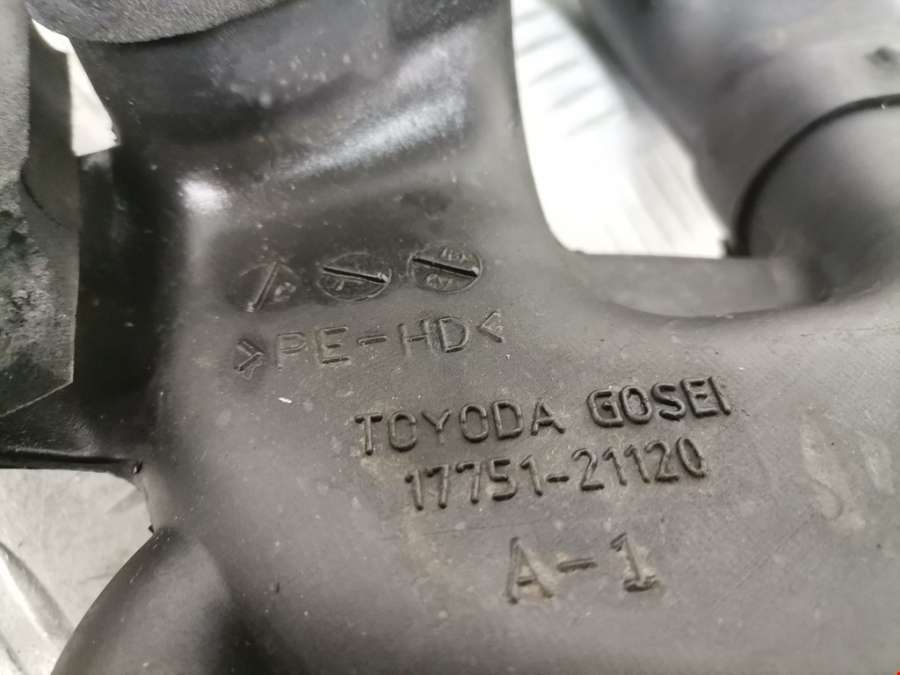 >PE-HD<
TOYODA GOSEI
17751-21120
A-1